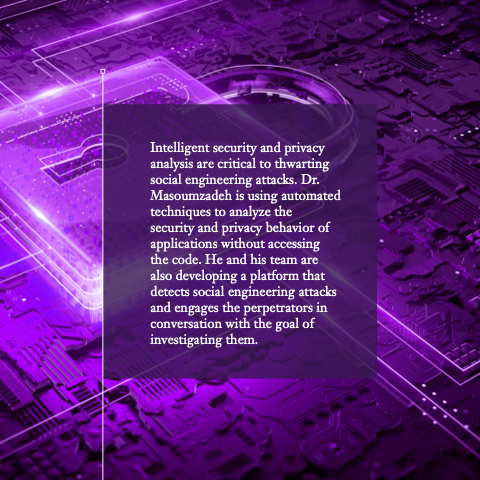 Intelligent security and privacy
analysis are critical to thwarting
social engineering attacks. Dr.
Masoumzadeh is using automated
techniques to analyze the
security and privacy behavior of
applications without accessing
the code. He and his team are
also developing a platform that
detects social engineering attacks
and engages the perpetrators in
conversation with the goal of
investigating them.